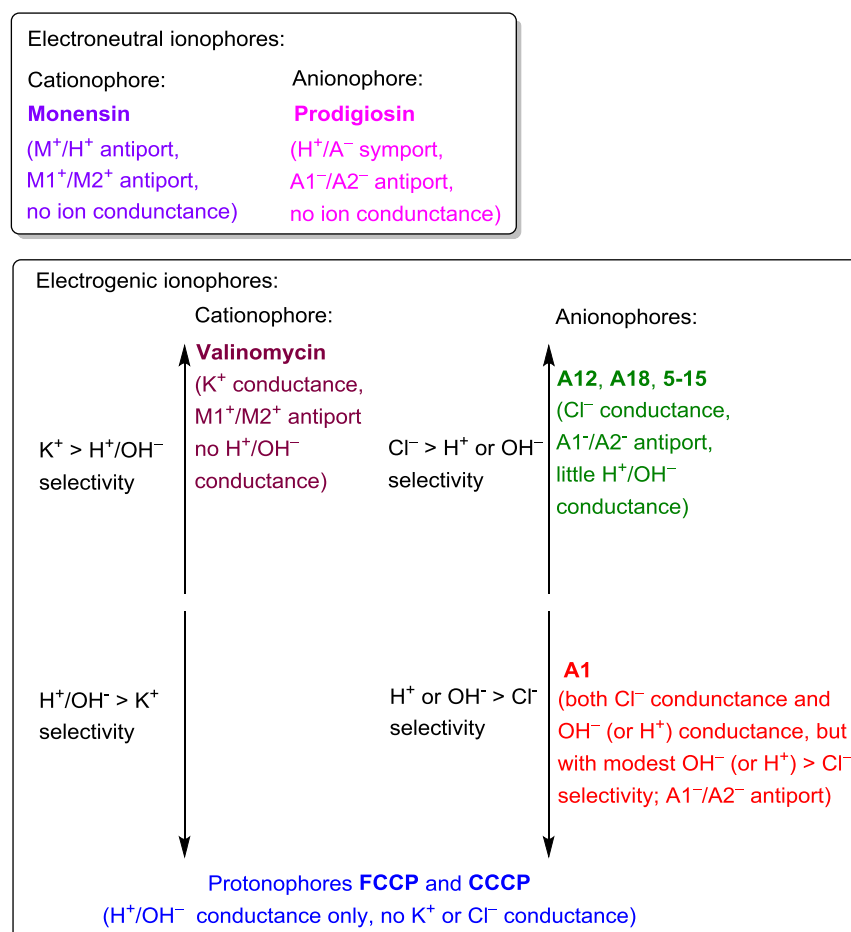 Electroneutral ionophores:
Cationophore:
Monensin
(M⁺/H⁺ antiport,
M1⁺/M2⁺ antiport,
no ion condunctance)
Anionophore:
Prodigiosin
(H⁺/A⁻ symport,
A1⁻/A2⁻ antiport,
no ion condunctance)
Electrogenic ionophores:
Cationophore:
Valinomycin
(K⁺ conductance,
M1⁺/M2⁺ antiport
no H⁺/OH⁻
conductance)
K⁺ > H⁺/OH⁻
selectivity
H⁺/OH⁻ > K⁺
selectivity
Anionophores:
A12, A18, 5-15
(Cl⁻ conductance,
A1⁻/A2⁻ antiport,
little H⁺/OH⁻
conductance)
Cl⁻ > H⁺ or OH⁻
selectivity
H⁺ or OH⁻ > Cl⁻
selectivity
A1
(both Cl⁻ condunctance and
OH⁻ (or H⁺) conductance, but
with modest OH⁻ (or H⁺) > Cl⁻
selectivity; A1⁻/A2⁻ antiport)
Protonophores FCCP and CCCP
(H⁺/OH⁻ conductance only, no K⁺ or Cl⁻ conductance)